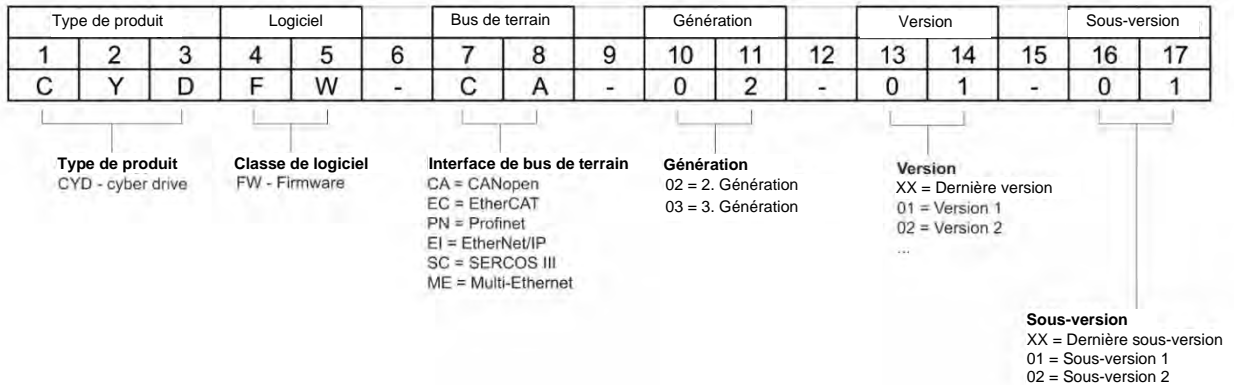 Type de produit Logiciel Bus de terrain Génération Version Sous-version
1 2 3 4 5 6 7 8 9 10 11 12 13 14 15 16 17
C Y D F W - C A - 0 2 - 0 1 - 0 1
Type de produit
CYD - cyber drive
Classe de logiciel
FW - Firmware
Interface de bus de terrain
CA = CANopen
EC = EtherCAT
PN = Profinet
EI = EtherNet/IP
SC = SERCOS III
ME = Multi-Ethernet
Génération
02 = 2. Génération
03 = 3. Génération
Version
XX = Dernière version
01 = Version 1
02 = Version 2
...
Sous-version
XX = Dernière sous-version
01 = Sous-version 1
02 = Sous-version 2